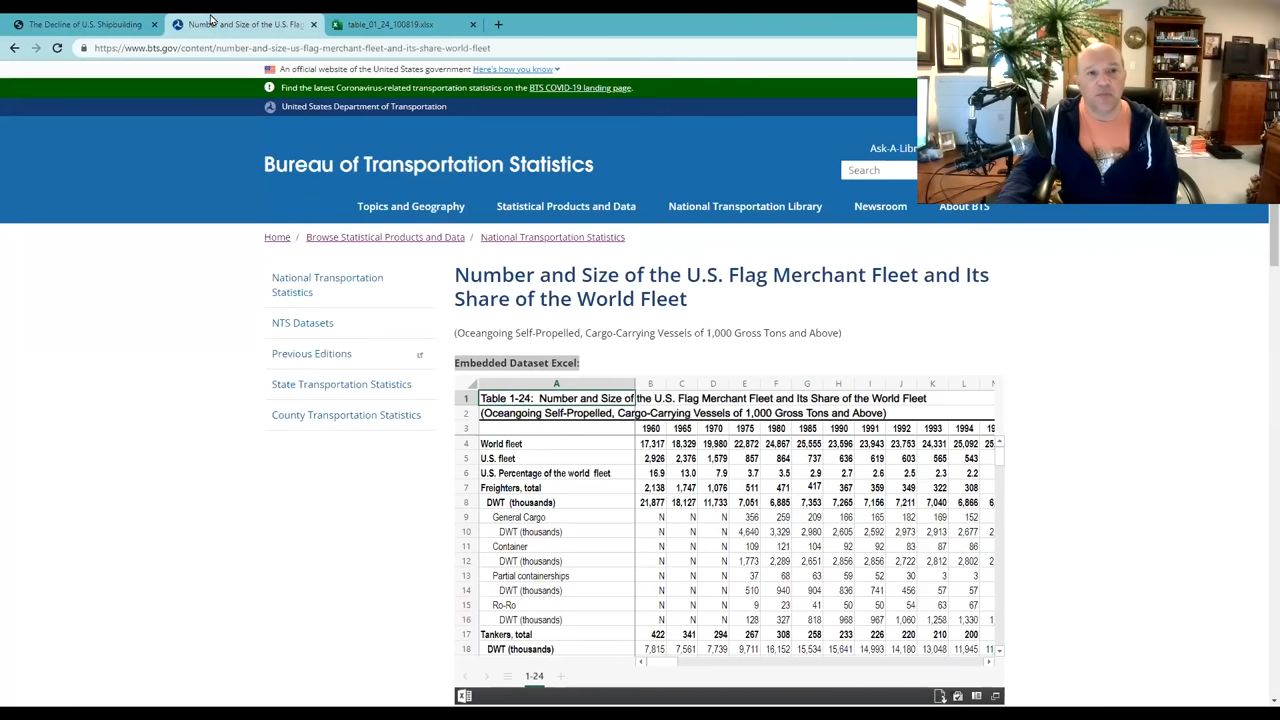 The Decline of U.S. Shipbuilding
Number and Size of the U.S. Flag
table_01_24_100819.xlsx
https://www.bts.gov/content/number-and-size-us-flag-merchant-fleet-and-its-share-world-fleet
An official website of the United States government Here's how you know
Find the latest Coronavirus-related transportation statistics on the BTS COVID-19 landing page.
United States Department of Transportation
Ask-A-Libr
Bureau of Transportation Statistics
Search
Topics and Geography Statistical Products and Data National Transportation Library Newsroom About BTS
Home / Browse Statistical Products and Data / National Transportation Statistics
National Transportation
Statistics
NTS Datasets
Previous Editions
State Transportation Statistics
County Transportation Statistics
Number and Size of the U.S. Flag Merchant Fleet and Its
Share of the World Fleet
(Oceangoing Self-Propelled, Cargo-Carrying Vessels of 1,000 Gross Tons and Above)
Embedded Dataset Excel:
A B C D E F G H I J K L M
1 Table 1-24: Number and Size of the U.S. Flag Merchant Fleet and Its Share of the World Fleet
2 (Oceangoing Self-Propelled, Cargo-Carrying Vessels of 1,000 Gross Tons and Above)
3 1960 1965 1970 1975 1980 1985 1990 1991 1992 1993 1994 19
4 World fleet 17,317 18,329 19,980 22,872 24,867 25,555 23,596 23,943 23,753 24,331 25,092 25
5 U.S. fleet 2,926 2,376 1,579 857 864 737 636 619 603 565 543
6 U.S. Percentage of the world fleet 16.9 13.0 7.9 3.7 3.5 2.9 2.7 2.6 2.5 2.3 2.2
7 Freighters, total 2,138 1,747 1,076 511 471 417 367 359 349 322 308
8 DWT (thousands) 21,877 18,127 11,733 7,051 6,885 7,353 7,265 7,156 7,211 7,040 6,866 6
9 General Cargo N N N 356 259 209 166 165 182 169 152
10 DWT (thousands) N N N 4,640 3,329 2,980 2,605 2,592 2,973 2,913 2,677 2
11 Container N N N 109 121 104 92 92 83 87 86
12 DWT (thousands) N N N 1,773 2,289 2,651 2,856 2,856 2,722 2,812 2,802 2
13 Partial containerships N N N 37 68 63 59 52 30 3 3
14 DWT (thousands) N N N 510 940 904 836 741 456 57 57
15 Ro-Ro N N N 9 23 41 50 50 54 63 67
16 DWT (thousands) N N N 128 327 818 968 967 1,060 1,258 1,330 1
17 Tankers, total 422 341 294 267 308 258 233 226 220 210 200
18 DWT (thousands) 7,815 7,561 7,739 9,711 16,152 15,534 15,641 14,993 14,180 13,048 11,945 11
1-24